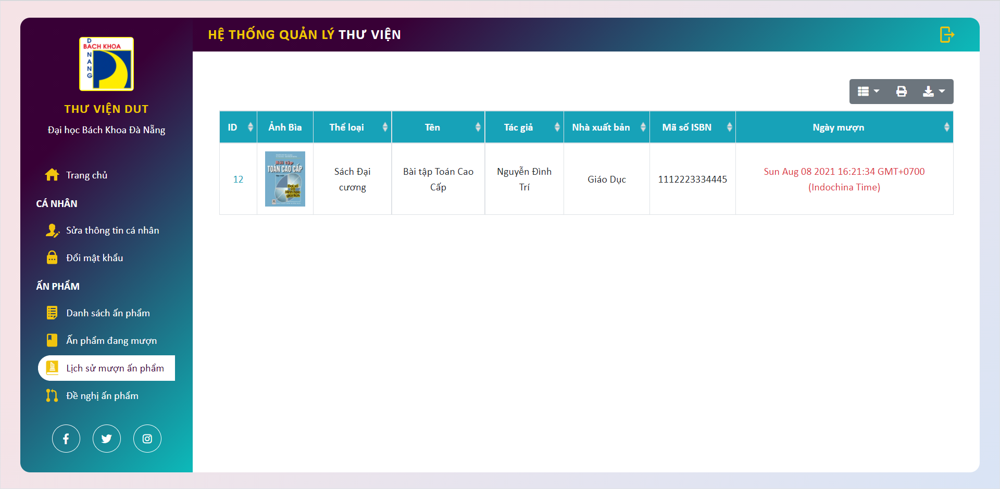 D
BÁCH KHOA
N
A
N
G
THƯ VIỆN DUT
Đại học Bách Khoa Đà Nẵng
Trang chủ
CÁ NHÂN
Sửa thông tin cá nhân
Đổi mật khẩu
ẤN PHẨM
Danh sách ấn phẩm
Ấn phẩm đang mượn
Lịch sử mượn ấn phẩm
Đề nghị ấn phẩm
HỆ THỐNG QUẢN LÝ THƯ VIỆN
ID Ảnh Bìa Thể loại Tên Tác giả Nhà xuất bản Mã số ISBN Ngày mượn
12
Bài tập
TOÁN CAO CẤP
Đại số
và
Hình học
giải tích
Sách Đại
cương
Bài tập Toán Cao
Cấp
Nguyễn Đình
Trí
Giáo Dục
1112223334445
Sun Aug 08 2021 16:21:34 GMT+0700
(Indochina Time)